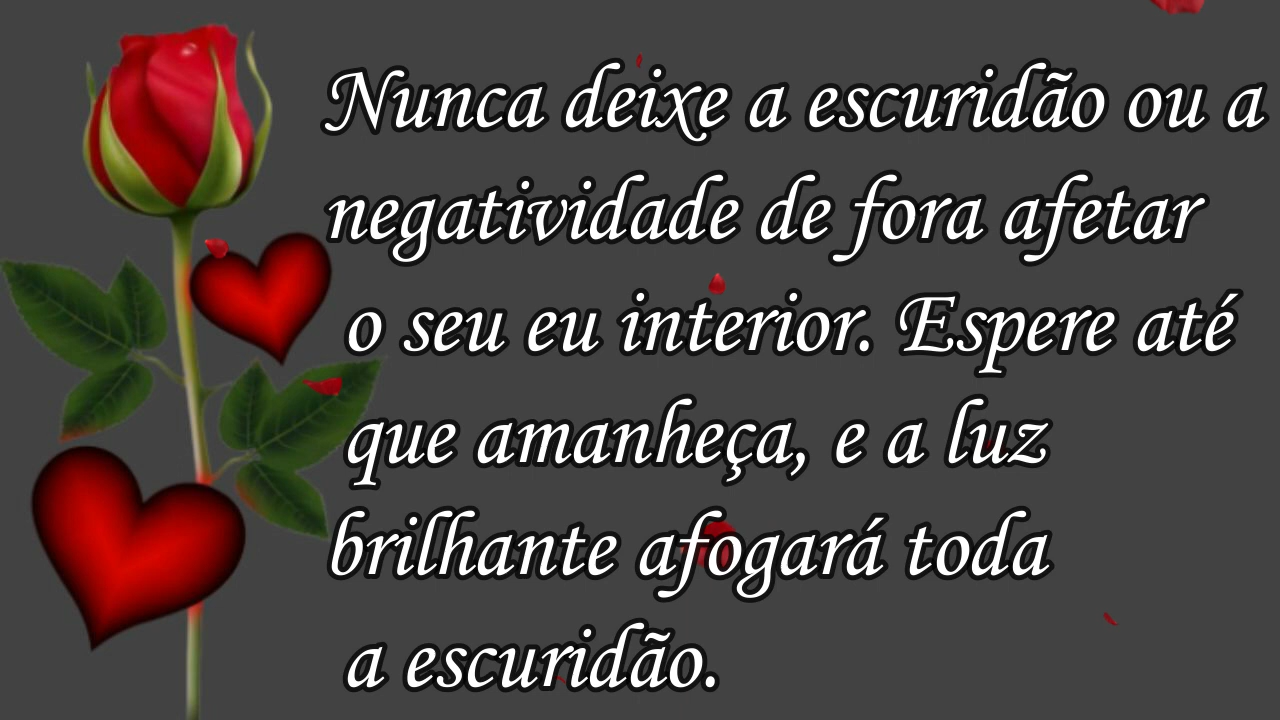 Nunca deixe a escuridão ou a
negatividade de fora afetar
o seu eu interior. Espere até
que amanheça, e a luz
brilhante afogará toda
a escuridão.